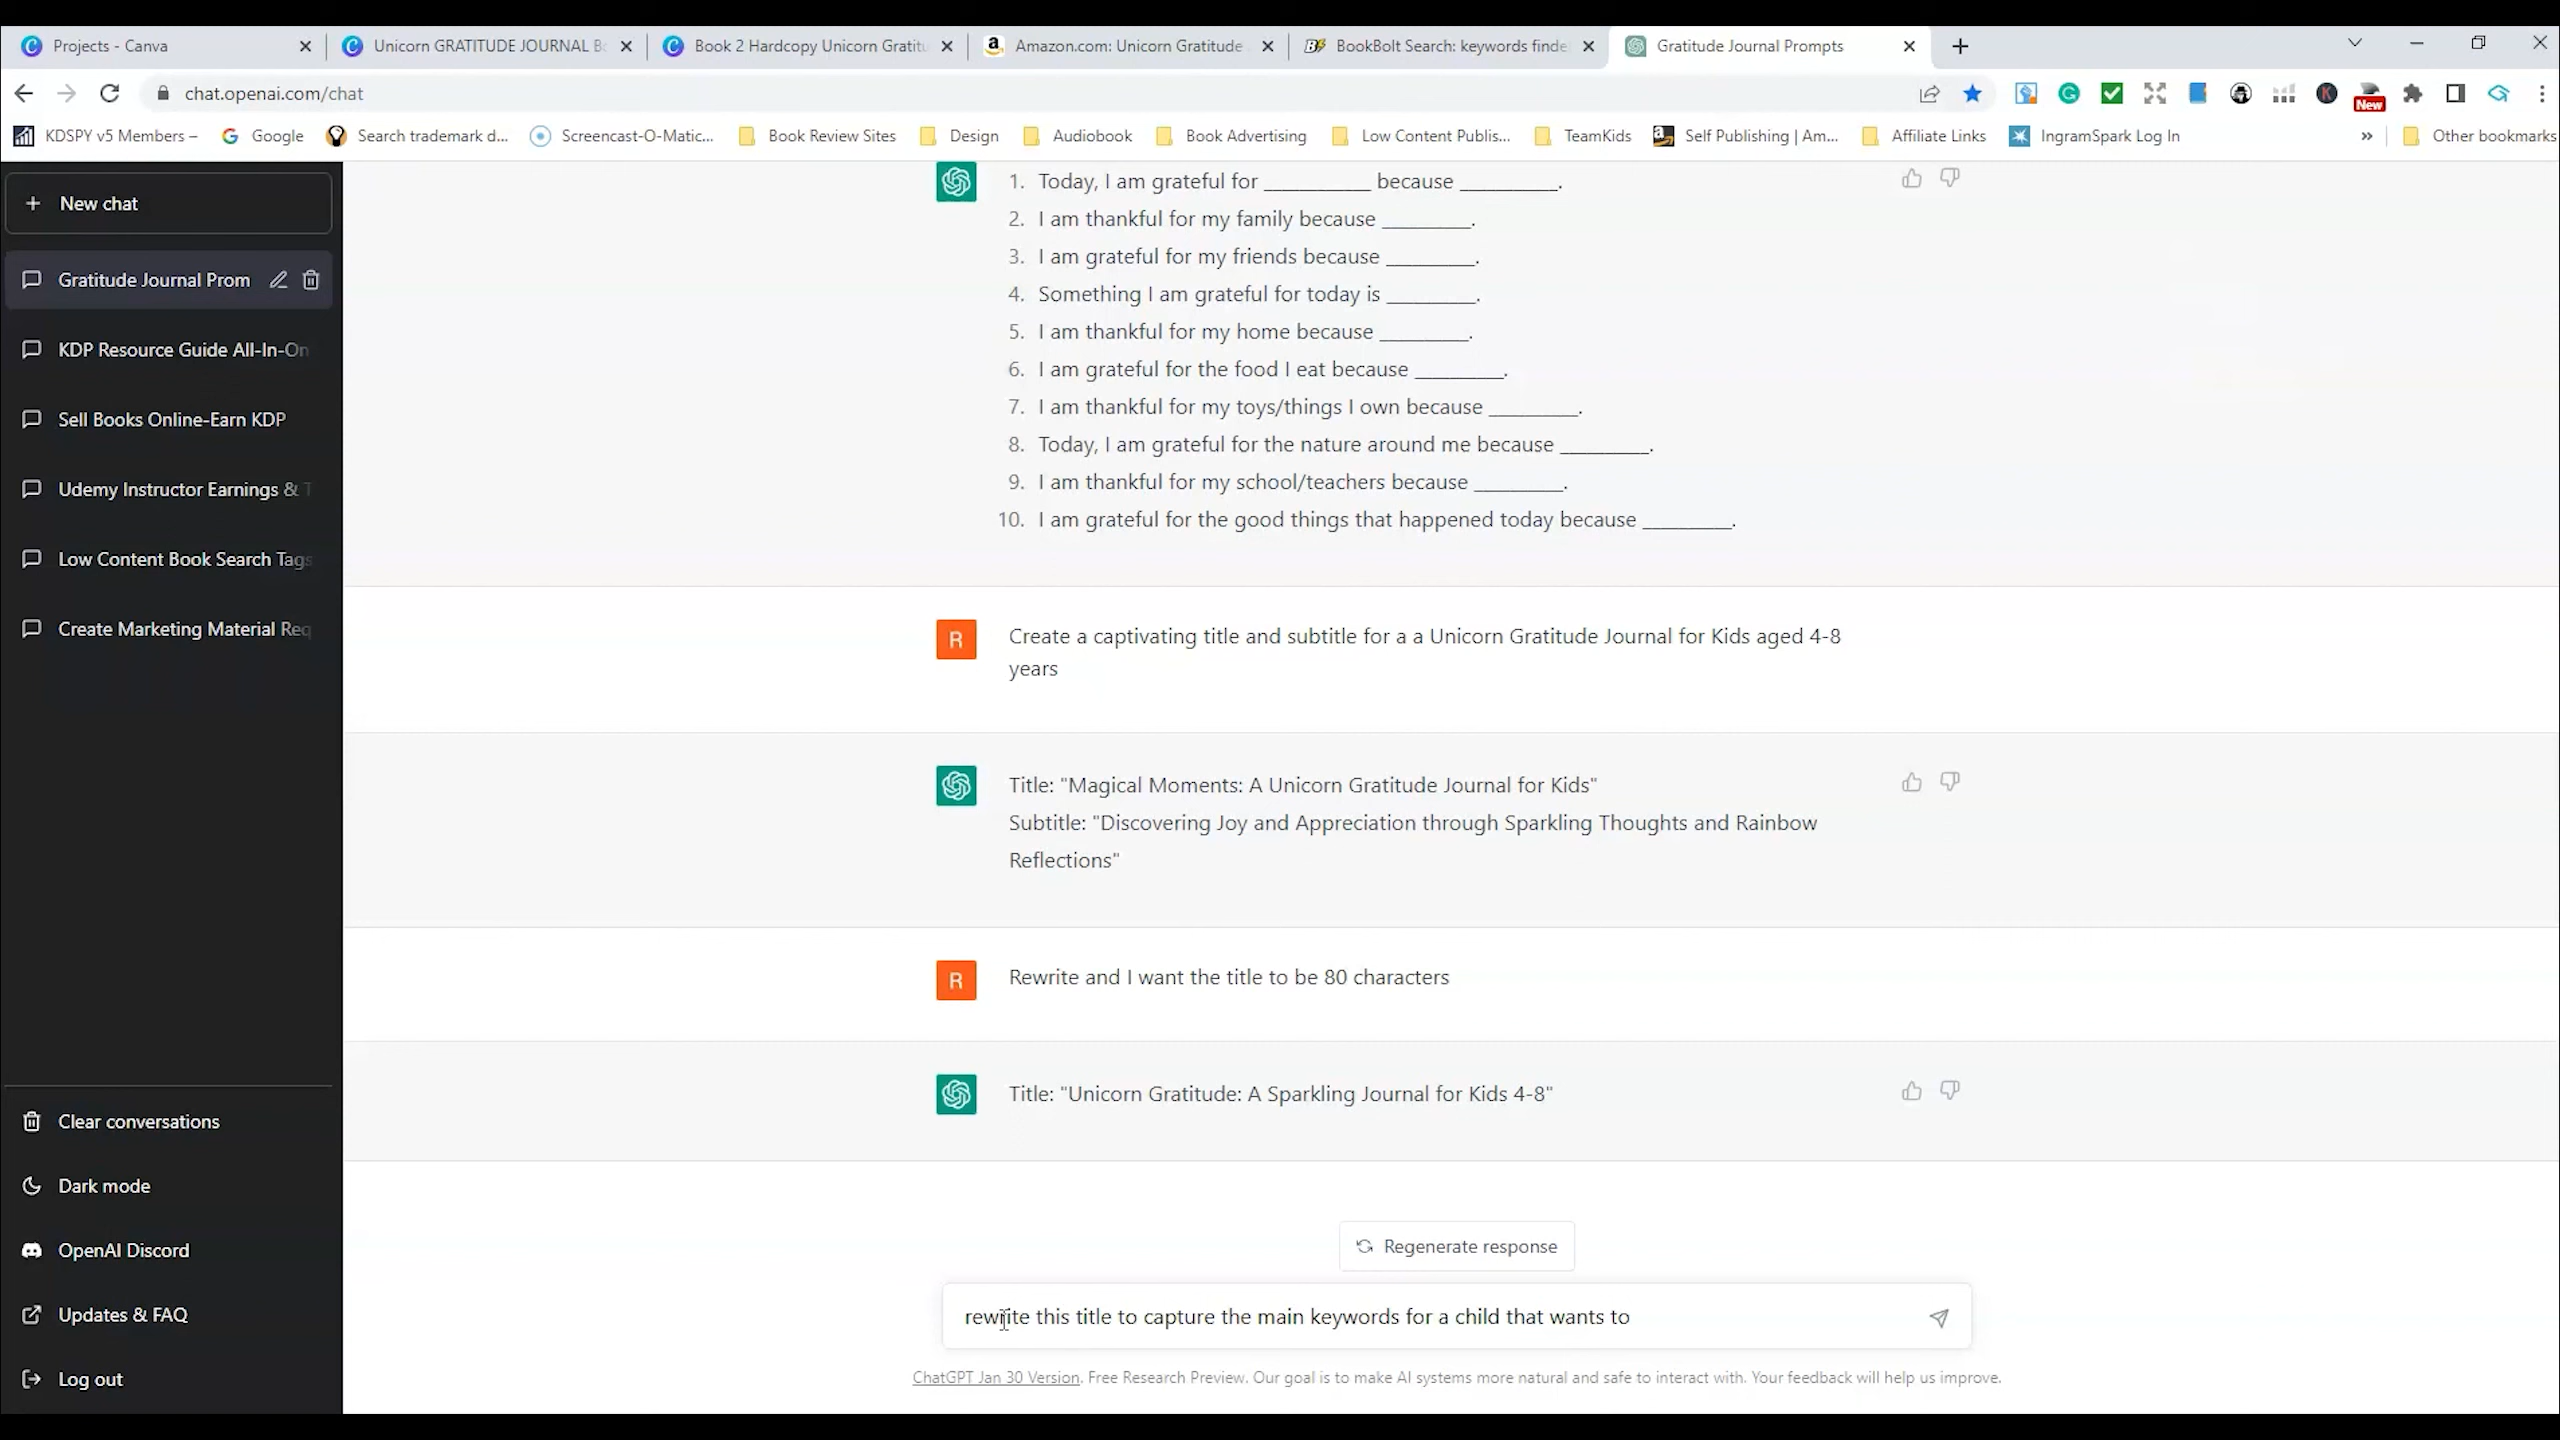 Projects - Canva
Unicorn GRATITUDE JOURNAL B
Book 2 Hardcopy Unicorn Gratitu
Amazon.com: Unicorn Gratitude
BookBolt Search: keywords finde
Gratitude Journal Prompts
chat.openai.com/chat
New
KDSPY v5 Members –
Google
Search trademark d...
Screencast-O-Matic...
Book Review Sites
Design
Audiobook
Book Advertising
Low Content Publis...
TeamKids
Self Publishing | Am...
Affiliate Links
IngramSpark Log In
»
Other bookmarks
New chat
Gratitude Journal Prom
KDP Resource Guide All-In-On
Sell Books Online-Earn KDP
Udemy Instructor Earnings & T
Low Content Book Search Tags
Create Marketing Material Req
Clear conversations
Dark mode
OpenAI Discord
Updates & FAQ
Log out
1. Today, I am grateful for ___________ because __________.
2. I am thankful for my family because _________.
3. I am grateful for my friends because _________.
4. Something I am grateful for today is _________.
5. I am thankful for my home because _________.
6. I am grateful for the food I eat because _________.
7. I am thankful for my toys/things I own because _________.
8. Today, I am grateful for the nature around me because _________.
9. I am thankful for my school/teachers because _________.
10. I am grateful for the good things that happened today because _________.
R
Create a captivating title and subtitle for a a Unicorn Gratitude Journal for Kids aged 4-8
years
Title: "Magical Moments: A Unicorn Gratitude Journal for Kids"
Subtitle: "Discovering Joy and Appreciation through Sparkling Thoughts and Rainbow
Reflections"
R
Rewrite and I want the title to be 80 characters
Title: "Unicorn Gratitude: A Sparkling Journal for Kids 4-8"
Regenerate response
rewrite this title to capture the main keywords for a child that wants to
ChatGPT Jan 30 Version. Free Research Preview. Our goal is to make AI systems more natural and safe to interact with. Your feedback will help us improve.